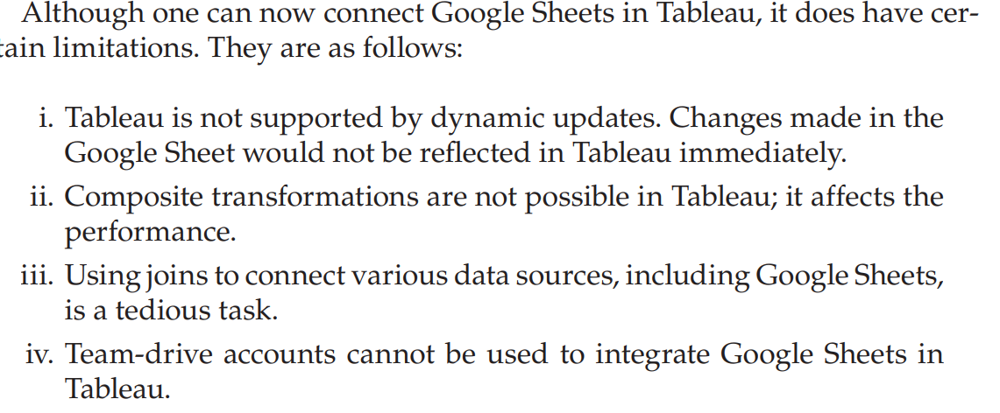 Although one can now connect Google Sheets in Tableau, it does have cer-
tain limitations. They are as follows:
i. Tableau is not supported by dynamic updates. Changes made in the
Google Sheet would not be reflected in Tableau immediately.
ii. Composite transformations are not possible in Tableau; it affects the
performance.
iii. Using joins to connect various data sources, including Google Sheets,
is a tedious task.
iv. Team-drive accounts cannot be used to integrate Google Sheets in
Tableau.